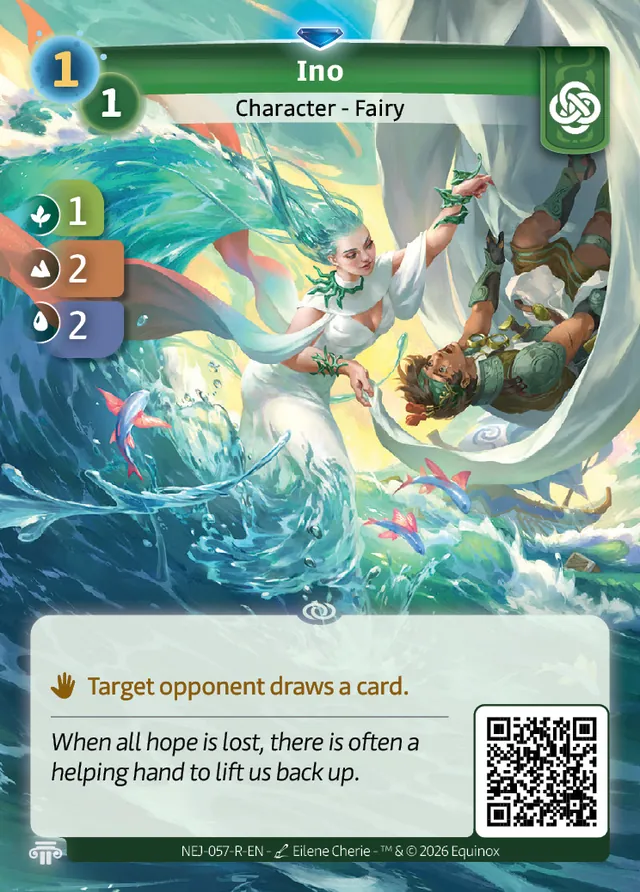 1
Ino
1
Character - Fairy
1
2
2
Target opponent draws a card.
When all hope is lost, there is often a
helping hand to lift us back up.
NEJ-057-R-EN - Eilene Cherie - ™ & © 2026 Equinox